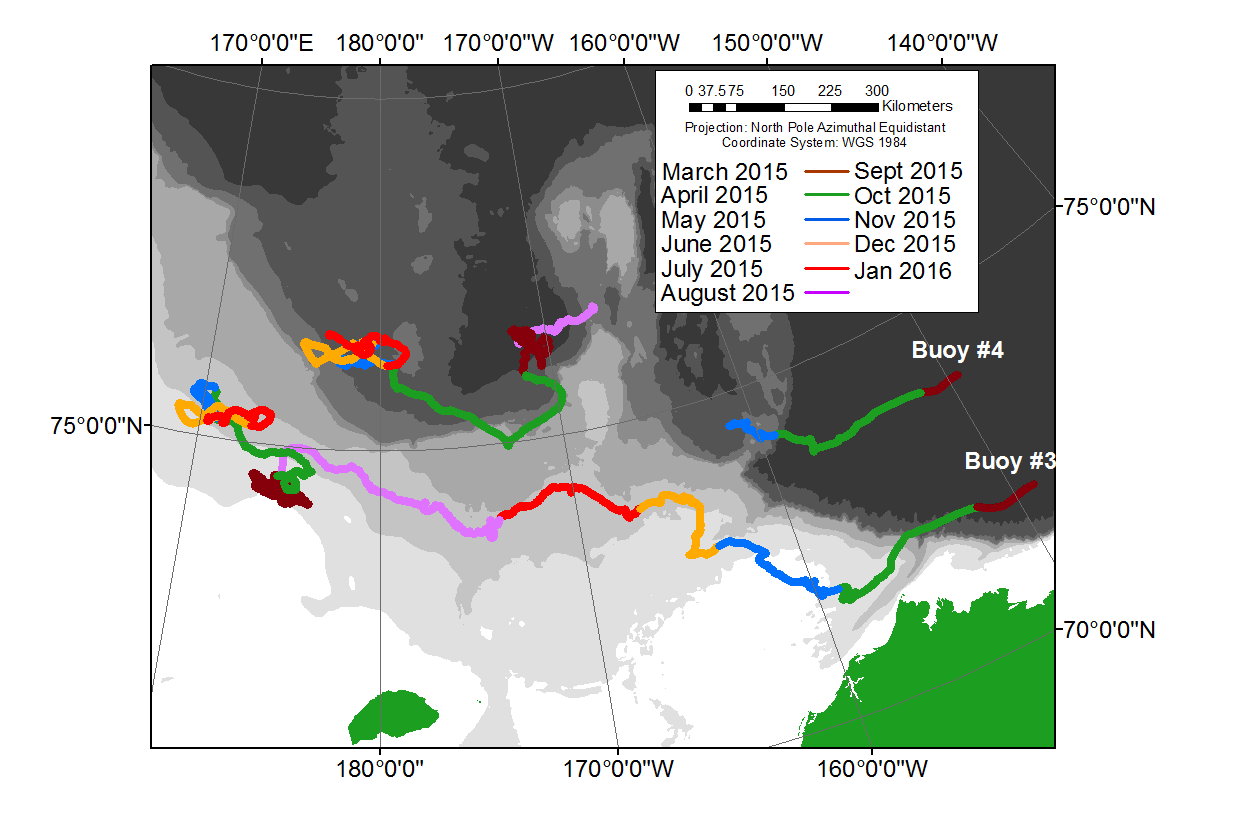 170°0'0"E 180°0'0" 170°0'0"W 160°0'0"W 150°0'0"W 140°0'0"W
0 37.575 150 225 300
Kilometers
Projection: North Pole Azimuthal Equidistant
Coordinate System: WGS 1984
March 2015 Sept 2015
April 2015 Oct 2015
May 2015 Nov 2015
June 2015 Dec 2015
July 2015 Jan 2016
August 2015
75°0'0"N
Buoy #4
75°0'0"N
Buoy #3
70°0'0"N
180°0'0" 170°0'0"W 160°0'0"W